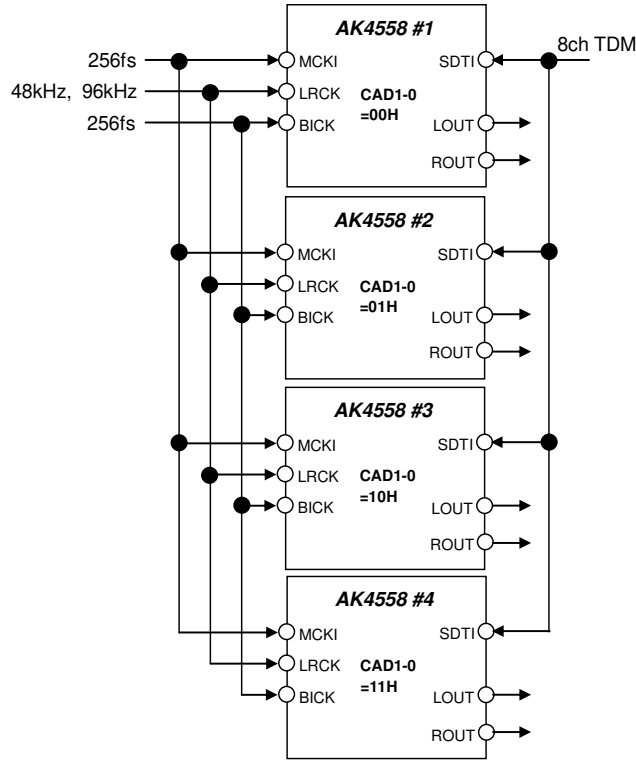 AK4558 #1
256fs
MCKI
SDTI
8ch TDM
48kHz, 96kHz
LRCK
CAD1-0
=00H
256fs
BICK
LOUT
ROUT
AK4558 #2
MCKI
SDTI
LRCK
CAD1-0
=01H
BICK
LOUT
ROUT
AK4558 #3
MCKI
SDTI
LRCK
CAD1-0
=10H
BICK
LOUT
ROUT
AK4558 #4
MCKI
SDTI
LRCK
CAD1-0
=11H
BICK
LOUT
ROUT